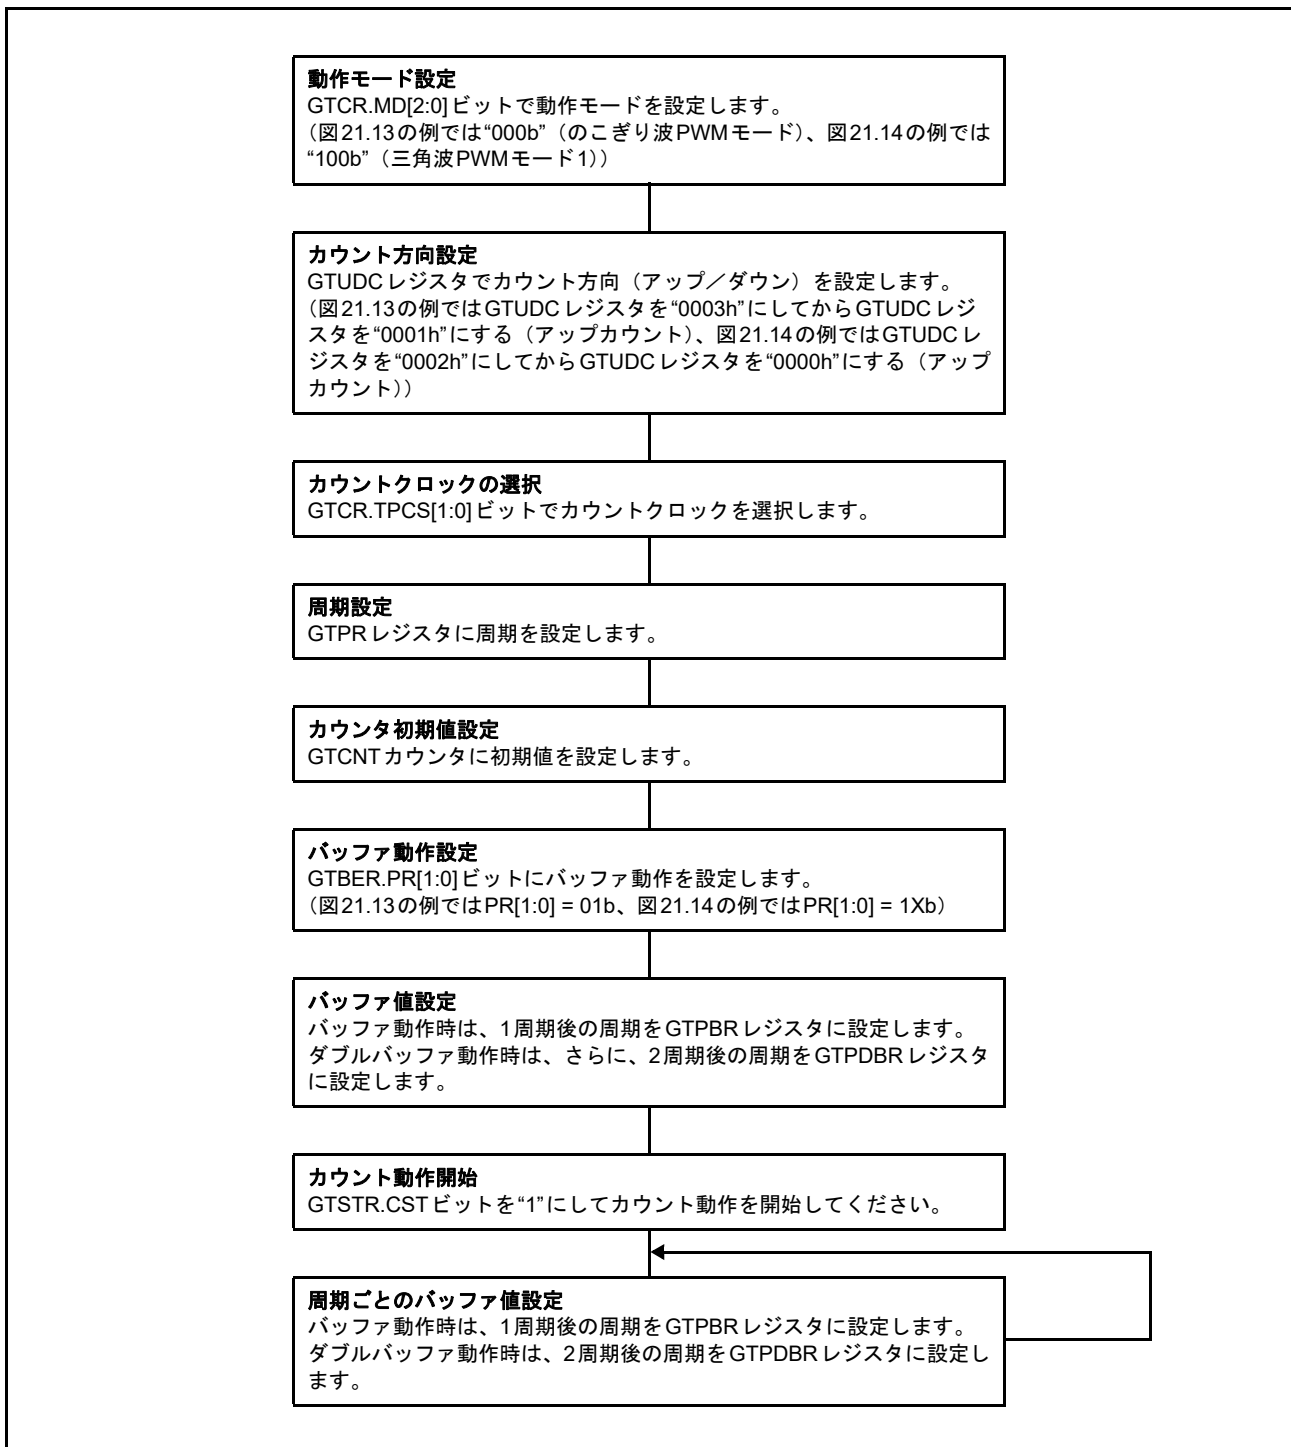 動作モード設定
GTCR.MD[2:0]ビットで動作モードを設定します。
（図21.13の例では“000b”（のこぎり波PWMモード）、図21.14の例では
“100b”（三角波PWMモード1））
カウント方向設定
GTUDCレジスタでカウント方向（アップ／ダウン）を設定します。
（図21.13の例ではGTUDCレジスタを“0003h”にしてからGTUDCレジ
スタを“0001h”にする（アップカウント）、図21.14の例ではGTUDCレ
ジスタを“0002h”にしてからGTUDCレジスタを“0000h”にする（アップ
カウント））
カウントクロックの選択
GTCR.TPCS[1:0]ビットでカウントクロックを選択します。
周期設定
GTPRレジスタに周期を設定します。
カウンタ初期値設定
GTCNTカウンタに初期値を設定します。
バッファ動作設定
GTBER.PR[1:0]ビットにバッファ動作を設定します。
（図21.13の例ではPR[1:0] = 01b、図21.14の例ではPR[1:0] = 1Xb）
バッファ値設定
バッファ動作時は、1周期後の周期をGTPBRレジスタに設定します。
ダブルバッファ動作時は、さらに、2周期後の周期をGTPDBRレジスタ
に設定します。
カウント動作開始
GTSTR.CSTビットを“1”にしてカウント動作を開始してください。
周期ごとのバッファ値設定
バッファ動作時は、1周期後の周期をGTPBRレジスタに設定します。
ダブルバッファ動作時は、2周期後の周期をGTPDBRレジスタに設定し
ます。